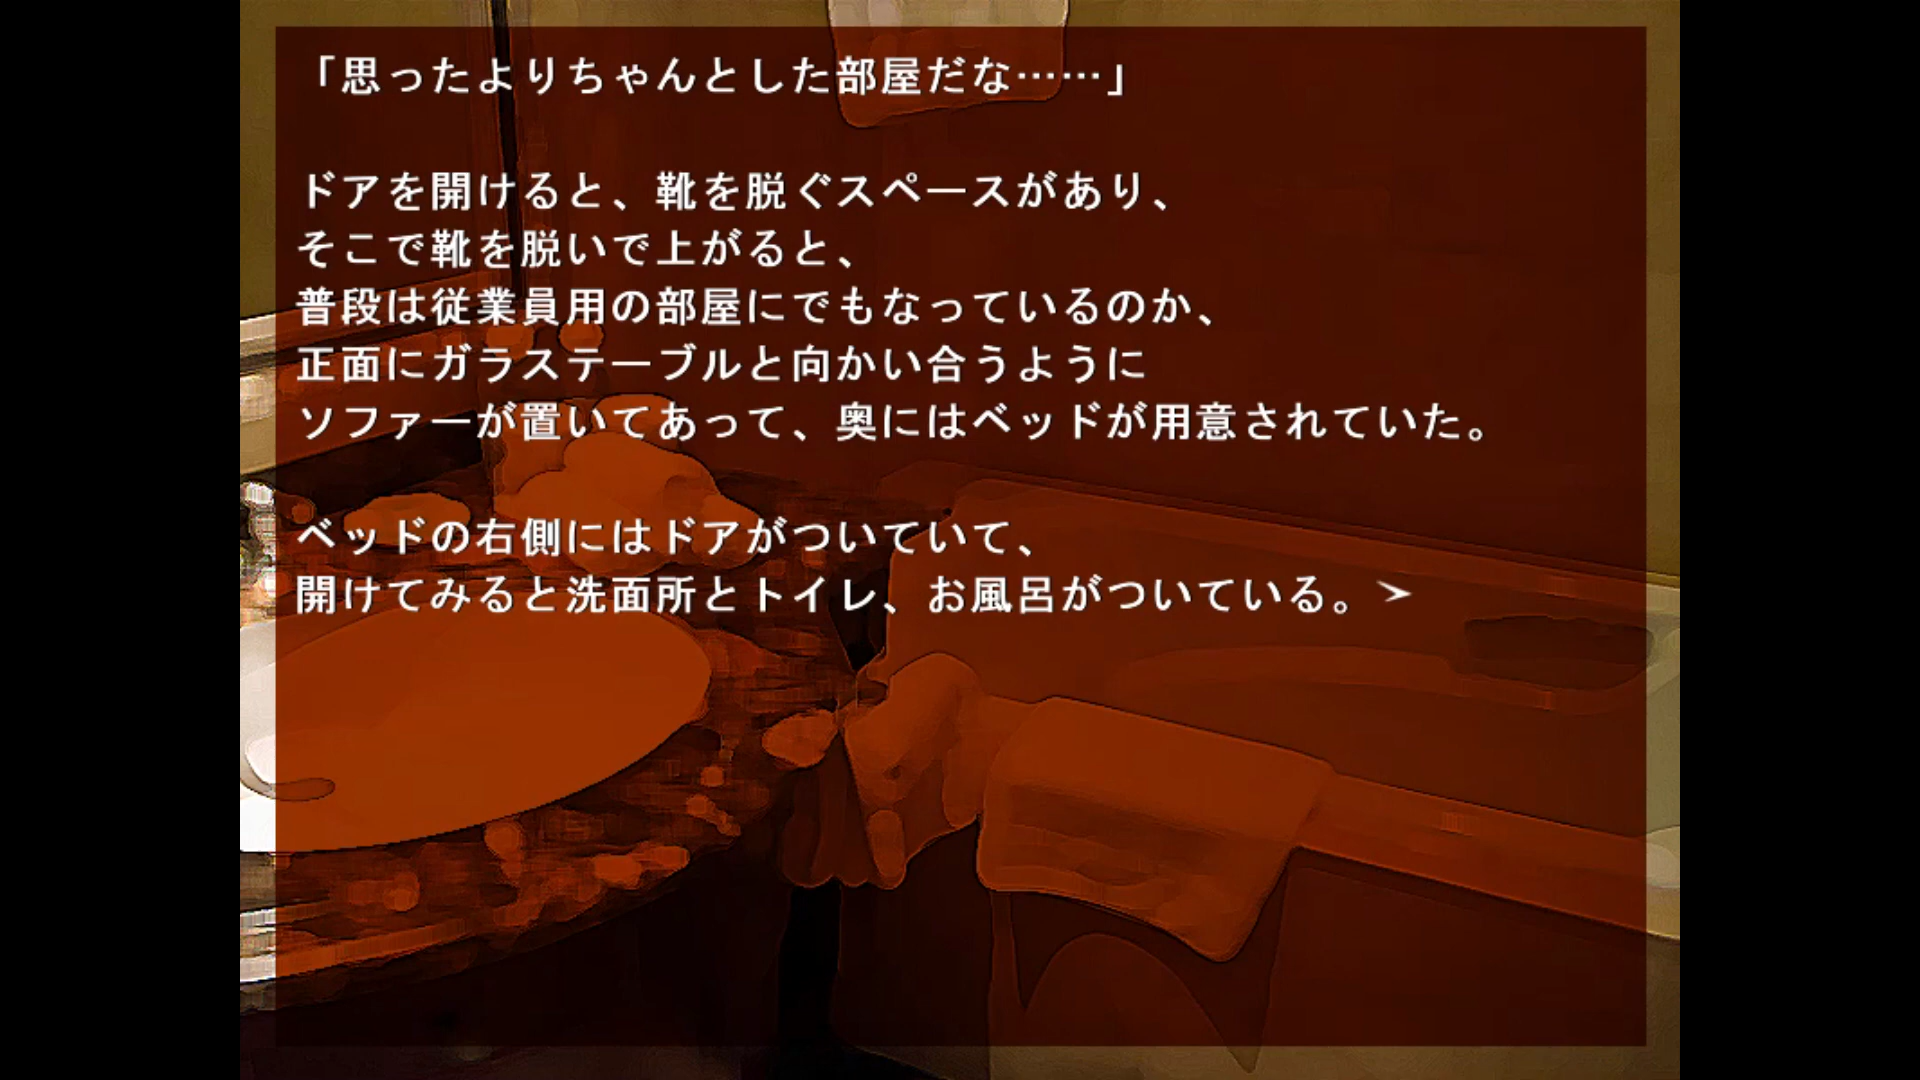 「思ったよりちゃんとした部屋だな……」
ドアを開けると、靴を脱ぐスペースがあり、
そこで靴を脱いで上がると、
普段は従業員用の部屋にでもなっているのか、
正面にガラステーブルと向かい合うように
ソファーが置いてあって、奥にはベッドが用意されていた。
ベッドの右側にはドアがついていて、
開けてみると洗面所とトイレ、お風呂がついている。